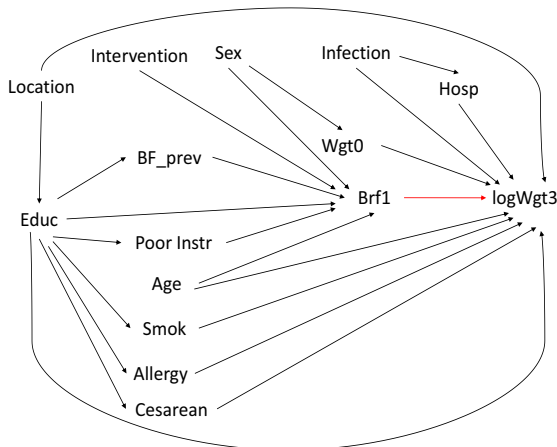 Intervention
Sex
Infection
Location
Hosp
Wgt0
BF_prev
Brf1
logWgt3
Educ
Poor Instr
Age
Smok
Allergy
Cesarean